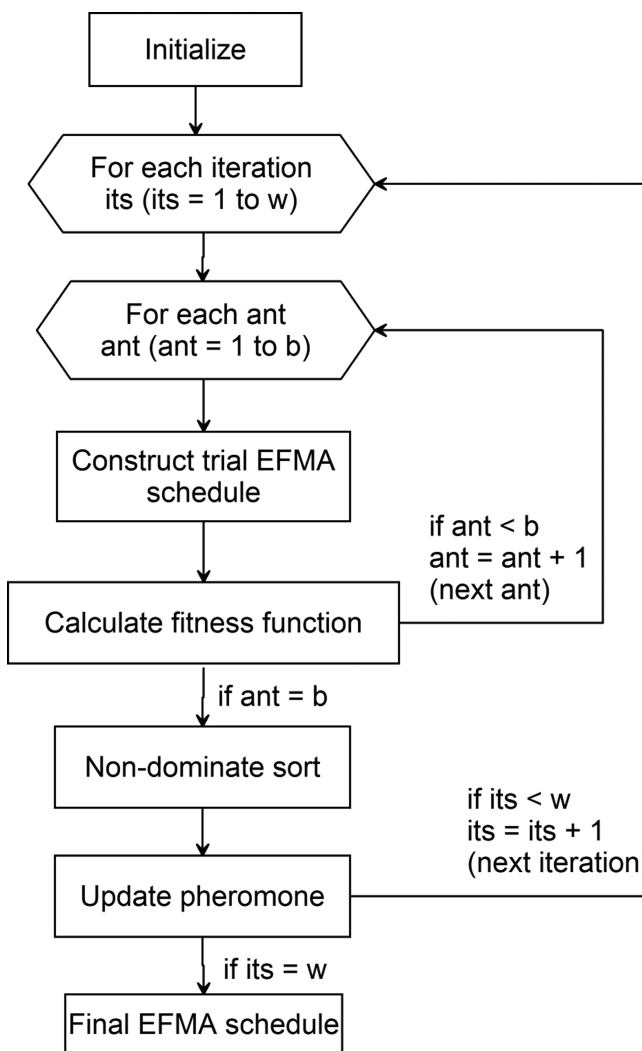 Initialize
For each iteration
its (its = 1 to w)
For each ant
ant (ant = 1 to b)
Construct trial EFMA
schedule
if ant < b
ant = ant + 1
(next ant)
Calculate fitness function
if ant = b
Non-dominate sort
if its < w
its = its + 1
(next iteration
Update pheromone
if its = w
Final EFMA schedule